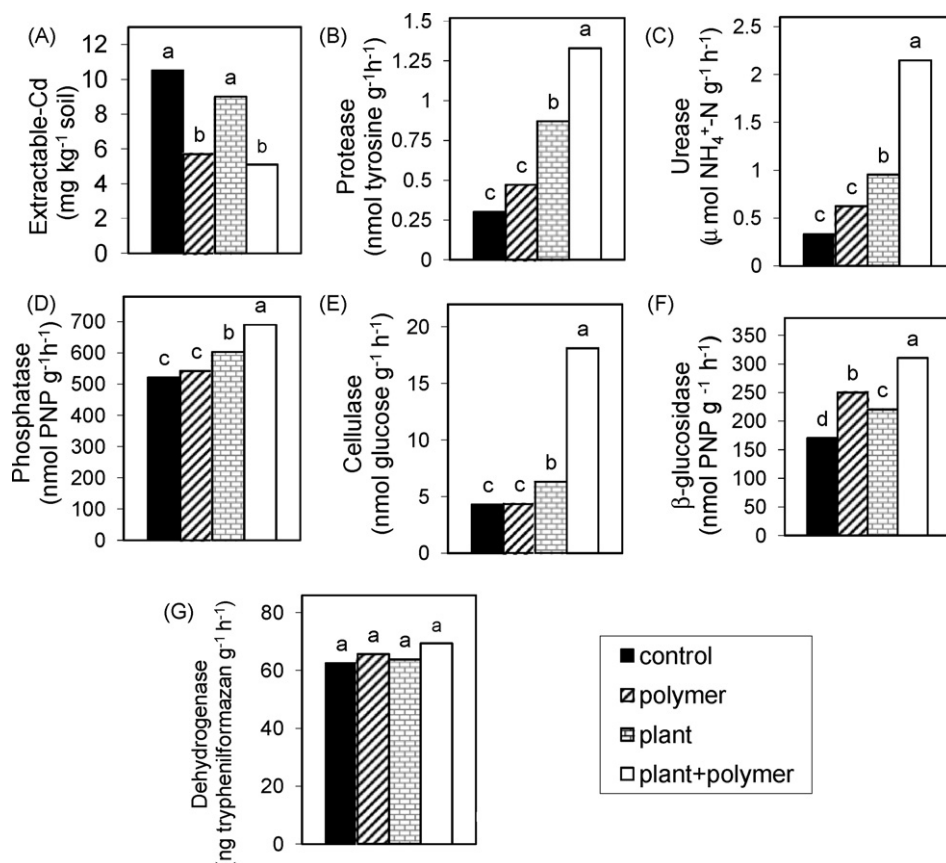 (A)
Extractable-Cd
(mg kg⁻¹ soil)
12
10
8
6
4
2
0
a
b
a
b
(B)
Protease
(nmol tyrosine g⁻¹h⁻¹)
1.5
1.25
1
0.75
0.5
0.25
0
c
c
b
a
(C)
Urease
(μ mol NH₄⁺-N g⁻¹ h⁻¹)
2.5
2
1.5
1
0.5
0
c
c
b
a
(D)
Phosphatase
(nmol PNP g⁻¹h⁻¹)
700
600
500
400
300
200
100
0
c
c
b
a
(E)
Cellulase
(nmol glucose g⁻¹ h⁻¹)
20
15
10
5
0
c
c
b
a
(F)
β-glucosidase
(nmol PNP g ⁻¹ h⁻¹)
350
300
250
200
150
100
50
0
d
b
c
a
(G)
Dehydrogenase
ng tryphenilformazan g⁻¹ h⁻¹)
80
60
40
20
0
a
a
a
a
control
polymer
plant
plant+polymer